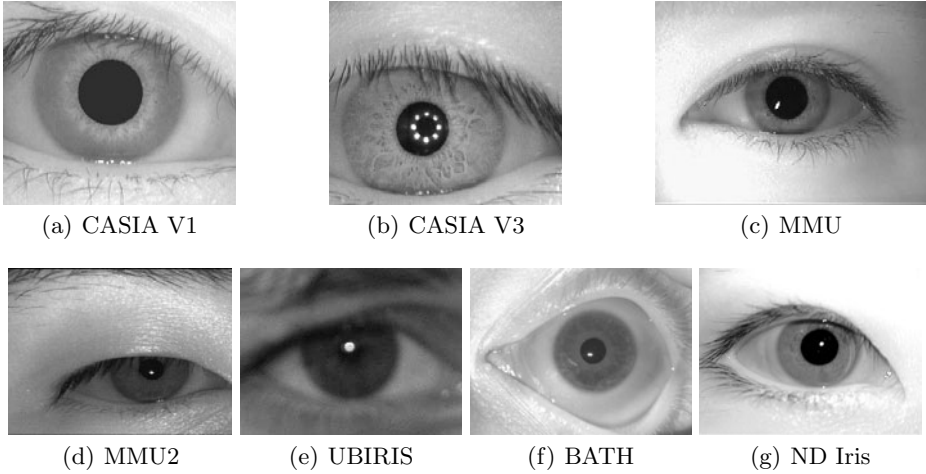 (a) CASIA V1
(b) CASIA V3
(c) MMU
(d) MMU2
(e) UBIRIS
(f) BATH
(g) ND Iris